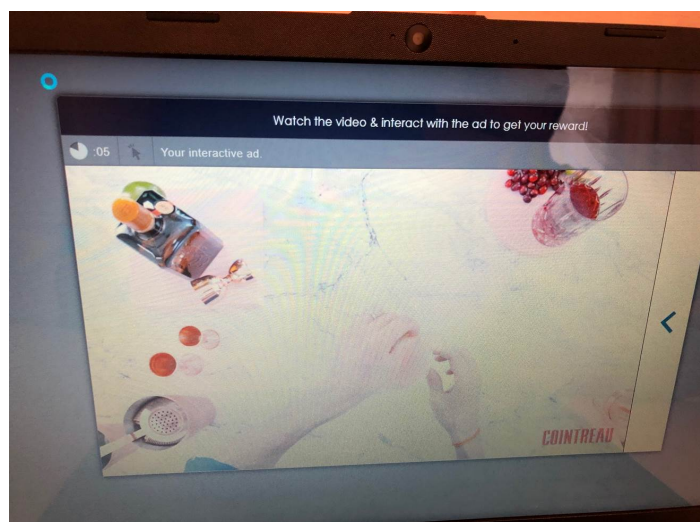 Watch the video & interact with the ad to get your reward!
:05 Your interactive ad.
COINTREAU